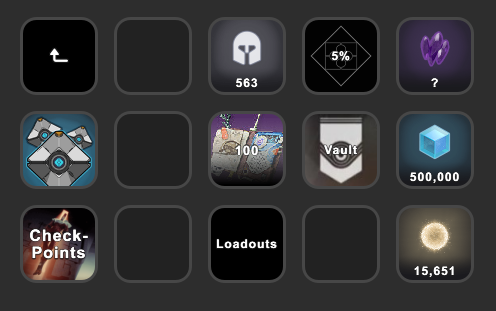 563
5%
?
100
Vault
500,000
Check-
Points
Loadouts
15,651